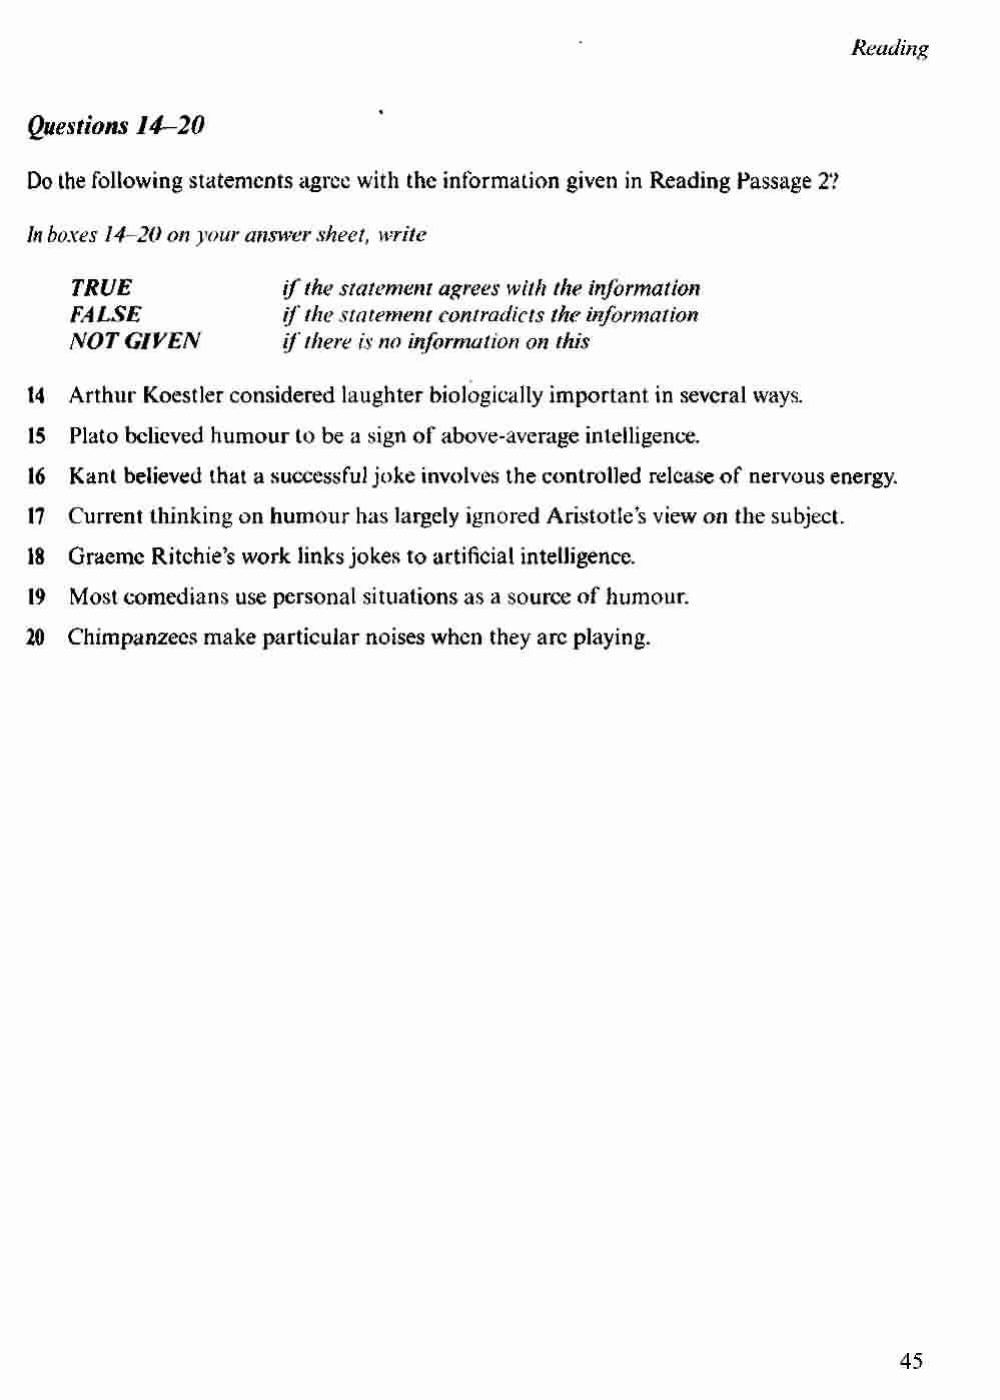 Reading
Questions 14–20
Do the following statements agree with the information given in Reading Passage 2?
In boxes 14–20 on your answer sheet, write
TRUE if the statement agrees with the information
FALSE if the statement contradicts the information
NOT GIVEN if there is no information on this
14 Arthur Koestler considered laughter biologically important in several ways.
15 Plato believed humour to be a sign of above-average intelligence.
16 Kant believed that a successful joke involves the controlled release of nervous energy.
17 Current thinking on humour has largely ignored Aristotle's view on the subject.
18 Graeme Ritchie's work links jokes to artificial intelligence.
19 Most comedians use personal situations as a source of humour.
20 Chimpanzees make particular noises when they are playing.
45